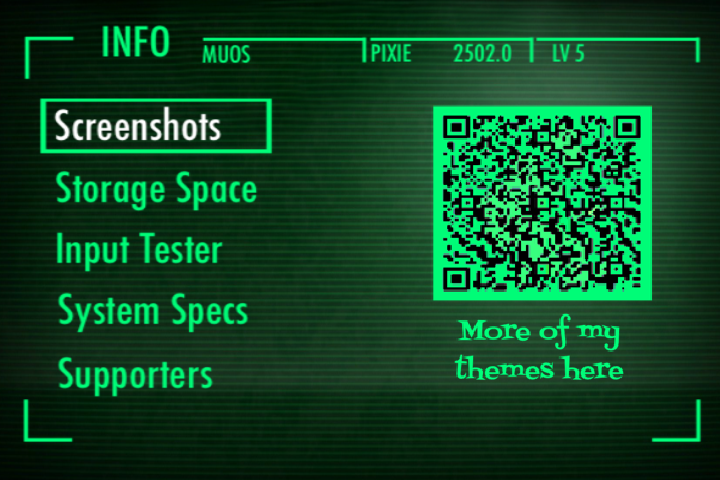 INFO
MUOS
PIXIE
2502.0
LV 5
Screenshots
Storage Space
Input Tester
System Specs
Supporters
More of my
themes here